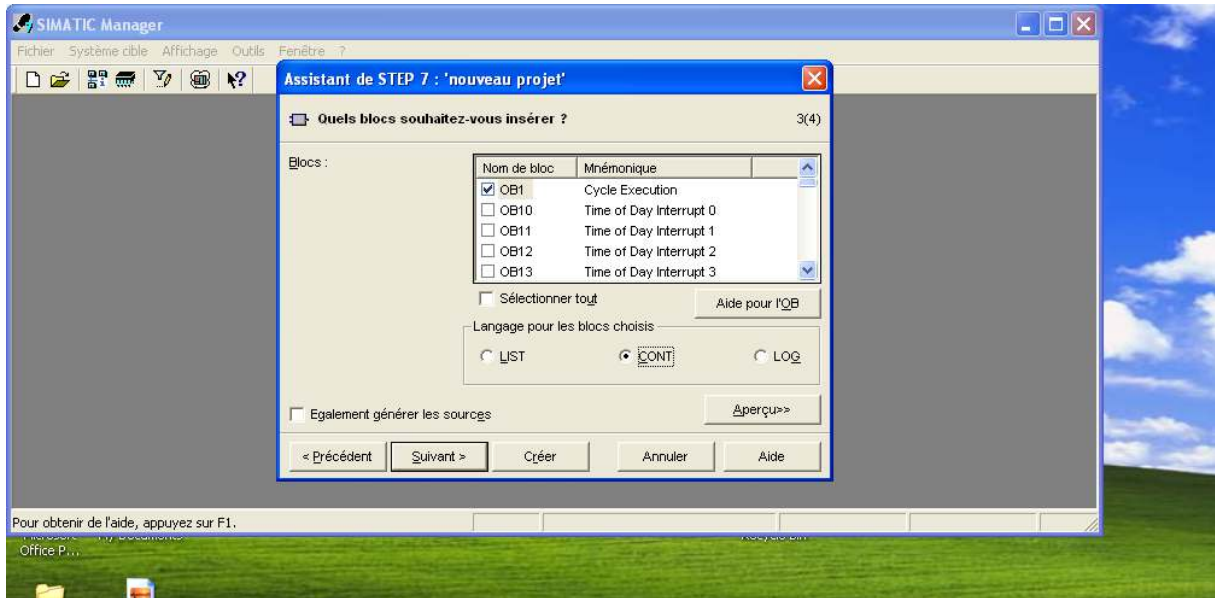 SIMATIC Manager
Fichier Système cible Affichage Outils Fenêtre ?
Assistant de STEP 7 : 'nouveau projet'
Quels blocs souhaitez-vous insérer ? 3(4)
Blocs :
Nom de bloc Mnémonique
OB1 Cycle Execution
OB10 Time of Day Interrupt 0
OB11 Time of Day Interrupt 1
OB12 Time of Day Interrupt 2
OB13 Time of Day Interrupt 3
Sélectionner tout
Aide pour l'OB
Langage pour les blocs choisis
LIST CONT LOG
Egalement générer les sources
Aperçu>>
< Précédent Suivant > Créer Annuler Aide
Pour obtenir de l'aide, appuyez sur F1.
Office P...